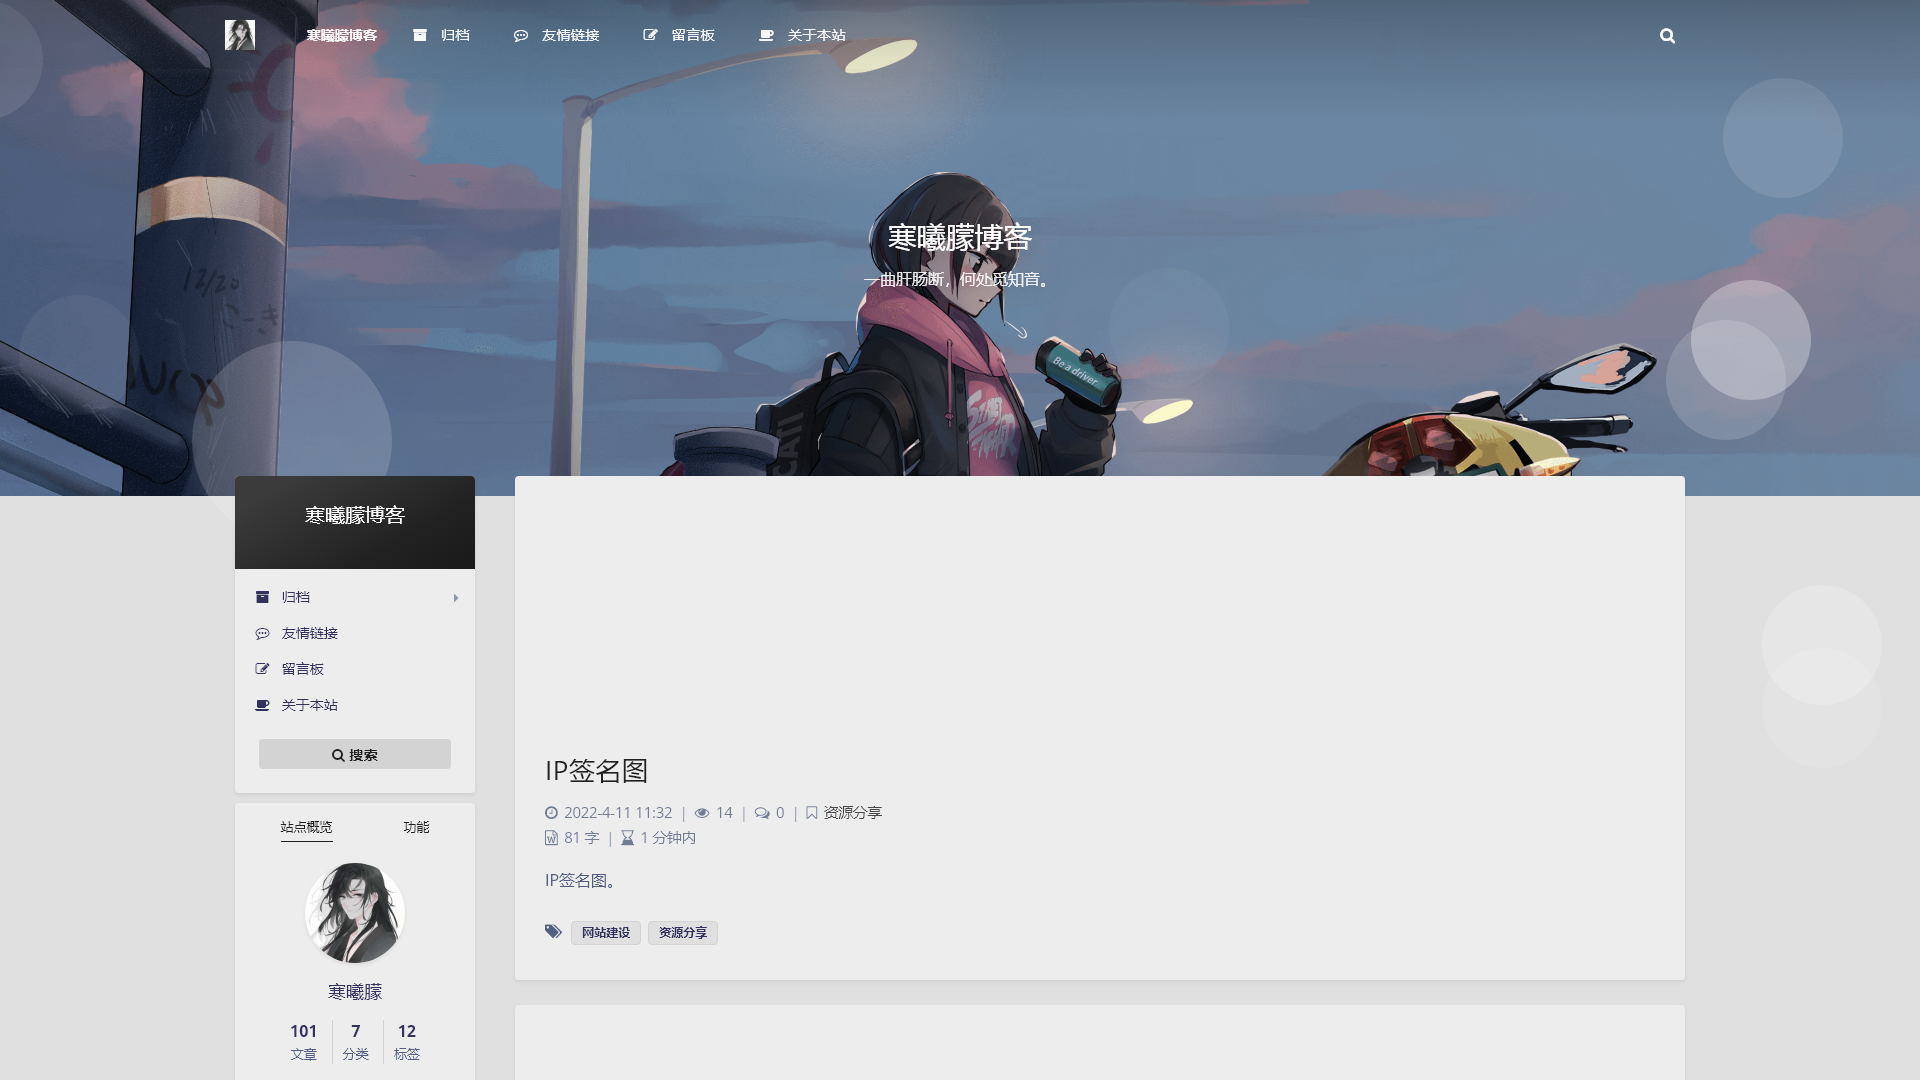 寒曦朦博客 归档 友情链接 留言板 关于本站
寒曦朦博客
一曲肝肠断，何处觅知音。
12/20
Be a driver
寒曦朦博客
归档
友情链接
留言板
关于本站
搜索
站点概览 功能
寒曦朦
101 7 12
文章 分类 标签
IP签名图
2022-4-11 11:32 | 14 | 0 | 资源分享
81 字 | 1 分钟内
IP签名图。
网站建设 资源分享